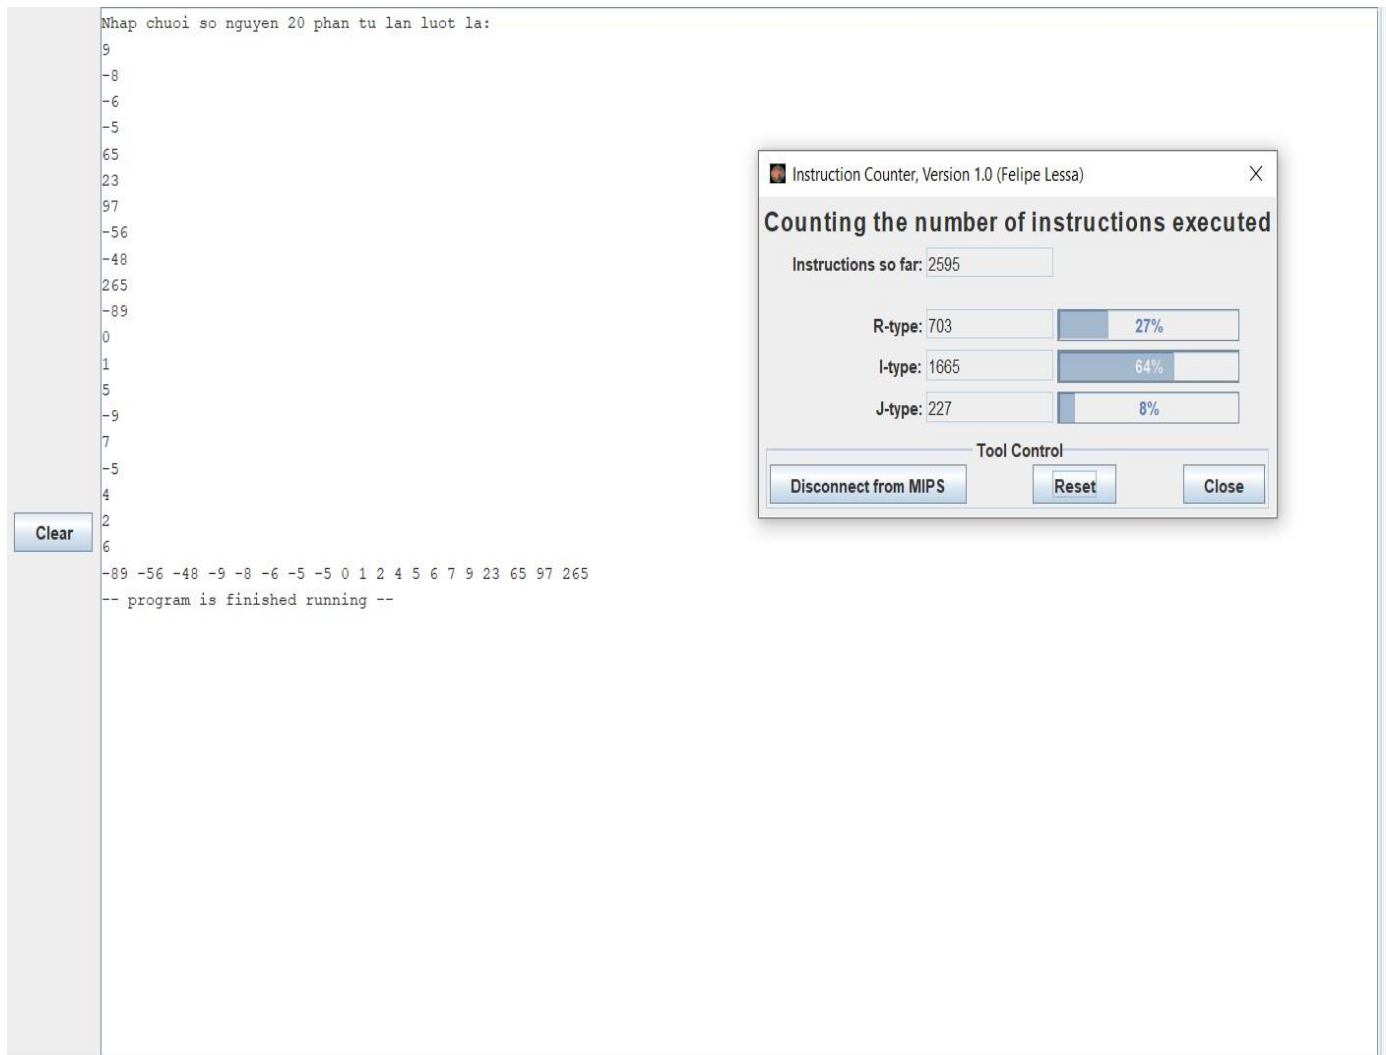 Nhap chuoi so nguyen 20 phan tu lan luot la:
9
-8
-6
-5
65
23
97
-56
-48
265
-89
0
1
5
-9
7
-5
4
2
6
-89 -56 -48 -9 -8 -6 -5 -5 0 1 2 4 5 6 7 9 23 65 97 265
-- program is finished running --
Clear
Instruction Counter, Version 1.0 (Felipe Lessa)
Counting the number of instructions executed
Instructions so far: 2595
R-type: 703 27%
I-type: 1665 64%
J-type: 227 8%
Tool Control
Disconnect from MIPS Reset Close